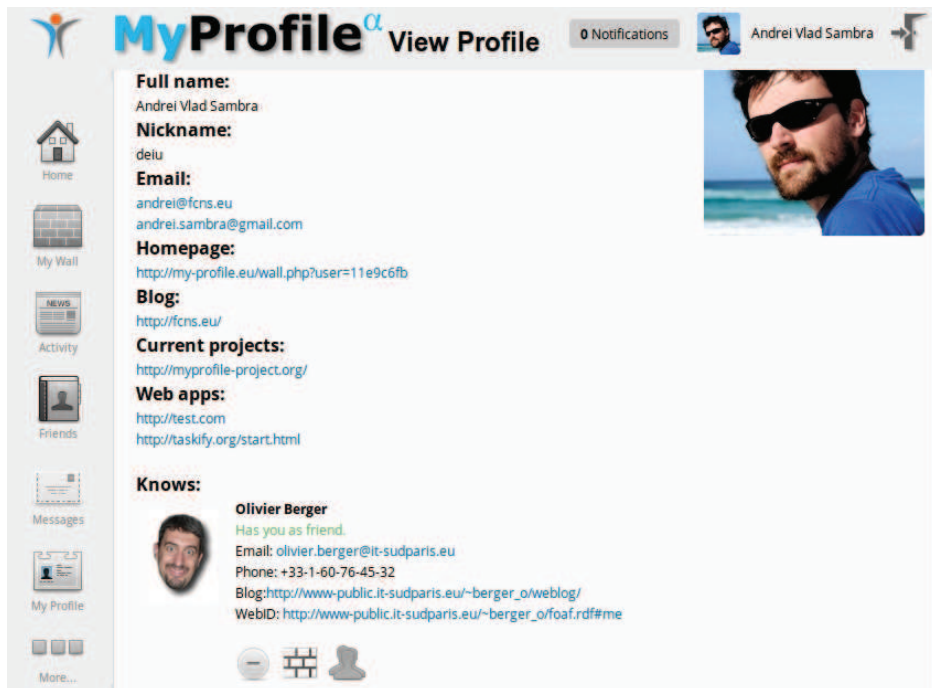 MyProfile α View Profile
0 Notifications
Andrei Vlad Sambra
Home
My Wall
NEWS
Activity
Friends
Messages
My Profile
More...
Full name:
Andrei Vlad Sambra
Nickname:
deiu
Email:
andrei@fcns.eu
andrei.sambra@gmail.com
Homepage:
http://my-profile.eu/wall.php?user=11e9c6fb
Blog:
http://fcns.eu/
Current projects:
http://myprofile-project.org/
Web apps:
http://test.com
http://taskify.org/start.html
Knows:
Olivier Berger
Has you as friend.
Email: olivier.berger@it-sudparis.eu
Phone: +33-1-60-76-45-32
Blog:http://www-public.it-sudparis.eu/~berger_o/weblog/
WebID: http://www-public.it-sudparis.eu/~berger_o/foaf.rdf#me